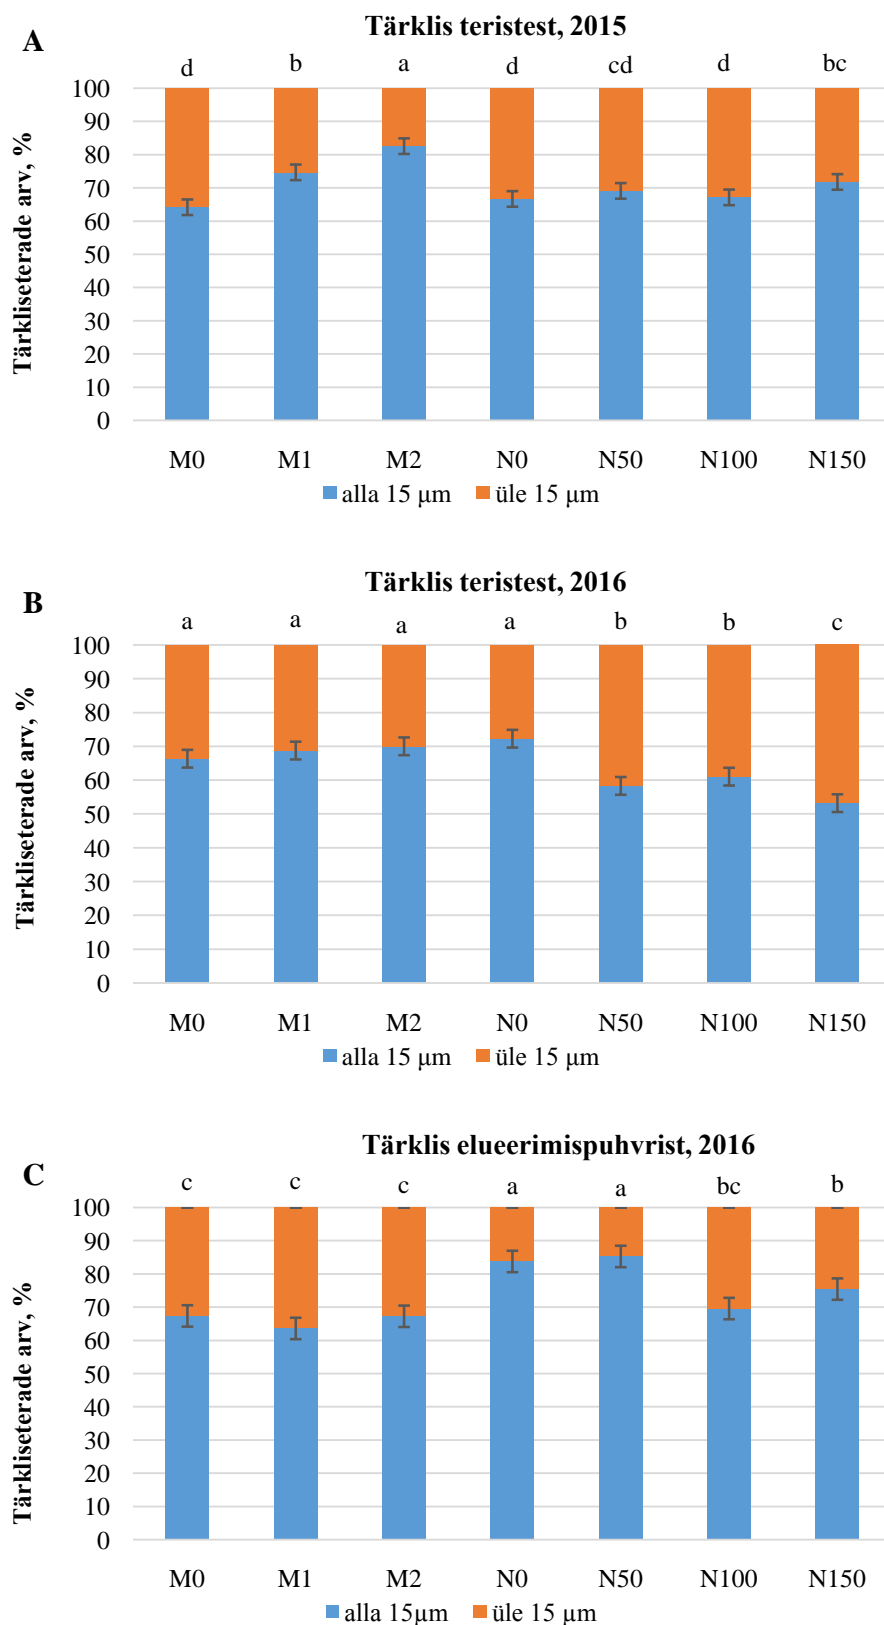 A
Tärklis teristest, 2015
d b a d cd d bc
Tärkliseterade arv, %
100
90
80
70
60
50
40
30
20
10
0
M0 M1 M2 N0 N50 N100 N150
alla 15 µm üle 15 µm
B
Tärklis teristest, 2016
a a a a b b c
Tärkliseterade arv, %
100
90
80
70
60
50
40
30
20
10
0
M0 M1 M2 N0 N50 N100 N150
alla 15 µm üle 15 µm
C
Tärklis elueerimispuhvrist, 2016
c c c a a bc b
Tärkliseterade arv, %
100
90
80
70
60
50
40
30
20
10
0
M0 M1 M2 N0 N50 N100 N150
alla 15µm üle 15 µm